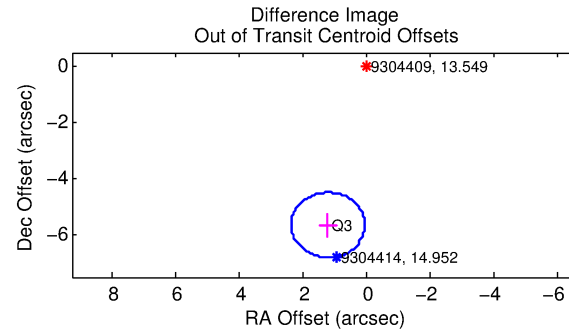 Difference Image
Out of Transit Centroid Offsets
0
−2
−4
−6
Dec Offset (arcsec)
9304409, 13.549
Q3
9304414, 14.952
8 6 4 2 0 −2 −4 −6
RA Offset (arcsec)